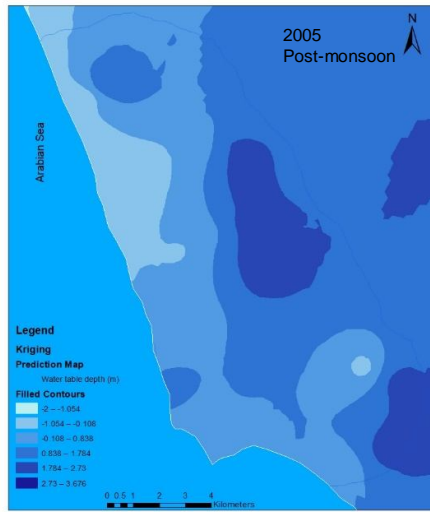 N
2005
Post-monsoon
Arabian Sea
Legend
Kriging
Prediction Map
Water table depth (m)
Filled Contours
-2 – -1.054
-1.054 – -0.106
-0.108 – 0.838
0.838 – 1.784
1.784 – 2.73
2.73 – 3.676
0 0.5 1 2 3 4
Kilometers